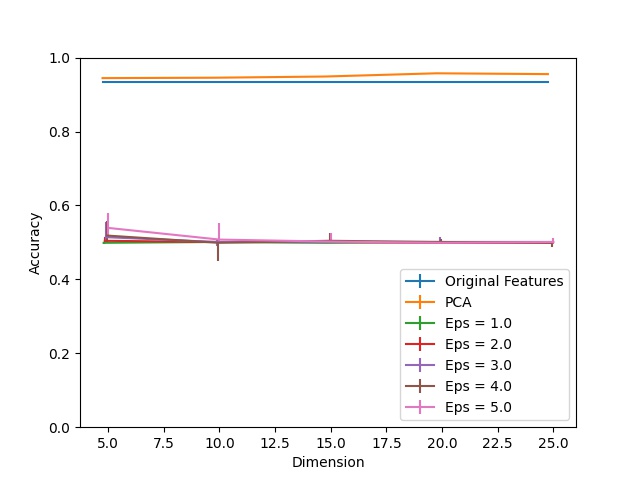 1.0
0.8
0.6
0.4
0.2
0.0
Accuracy
5.0 7.5 10.0 12.5 15.0 17.5 20.0 22.5 25.0
Dimension
Original Features
PCA
Eps = 1.0
Eps = 2.0
Eps = 3.0
Eps = 4.0
Eps = 5.0